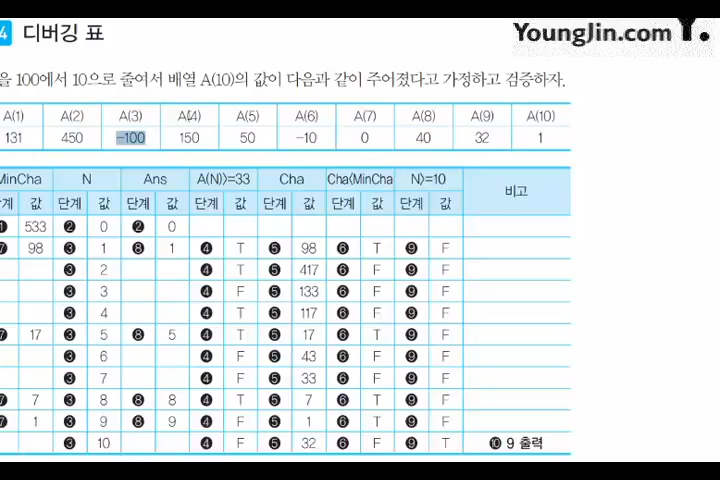 4 디버깅 표
YoungJin.com Y.
을 100에서 10으로 줄여서 배열 A(10)의 값이 다음과 같이 주어졌다고 가정하고 검증하자.
A(1) A(2) A(3) A(4) A(5) A(6) A(7) A(8) A(9) A(10)
131 450 -100 150 50 -10 0 40 32 1
MinCha N Ans A(N)>=33 Cha Cha<MinCha N>=10 비고
계 값 단계 값 단계 값 단계 값 단계 값 단계 값 단계 값
❶ 533 ❷ 0 ❷ 0
❼ 98 ❸ 1 ❽ 1 ❹ T ❺ 98 ❻ T ❾ F
❸ 2 ❹ T ❺ 417 ❻ F ❾ F
❸ 3 ❹ F ❺ 133 ❻ F ❾ F
❸ 4 ❹ T ❺ 117 ❻ F ❾ F
❼ 17 ❸ 5 ❽ 5 ❹ T ❺ 17 ❻ T ❾ F
❸ 6 ❹ F ❺ 43 ❻ F ❾ F
❸ 7 ❹ F ❺ 33 ❻ F ❾ F
❼ 7 ❸ 8 ❽ 8 ❹ T ❺ 7 ❻ T ❾ F
❼ 1 ❸ 9 ❽ 9 ❹ F ❺ 1 ❻ T ❾ F
❸ 10 ❹ F ❺ 32 ❻ F ❾ T ❿ 9 출력